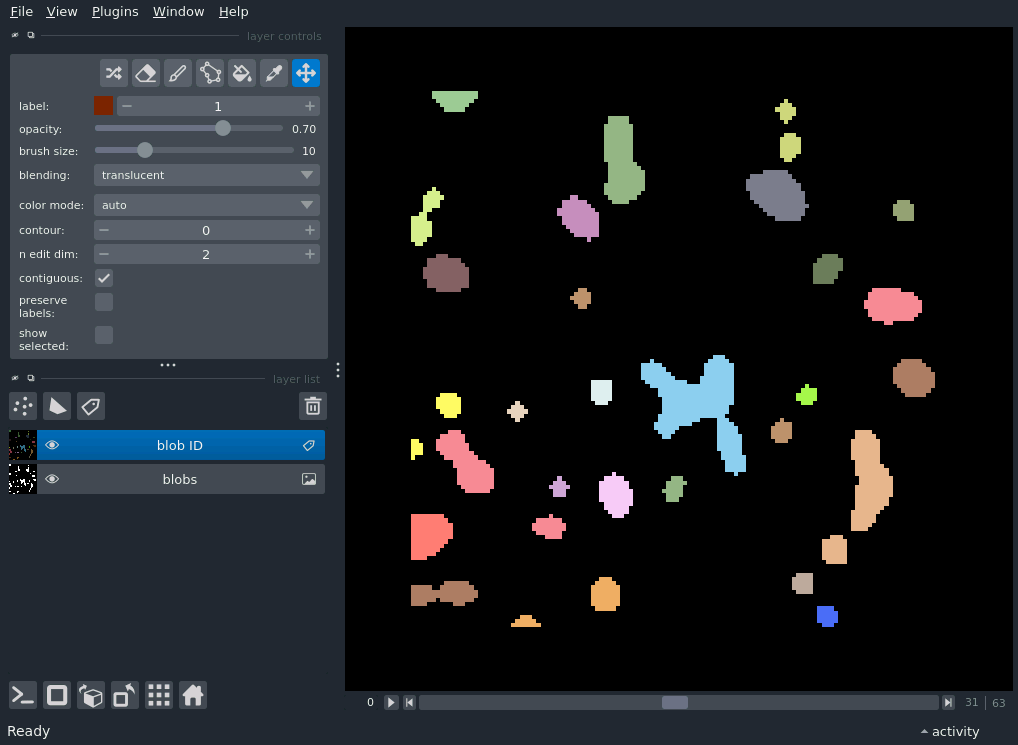 File View Plugins Window Help
layer controls
label: 1
opacity: 0.70
brush size: 10
blending: translucent
color mode: auto
contour: 0
n edit dim: 2
contiguous:
preserve
labels:
show
selected:
layer list
blob ID
blobs
0 31 | 63
Ready activity